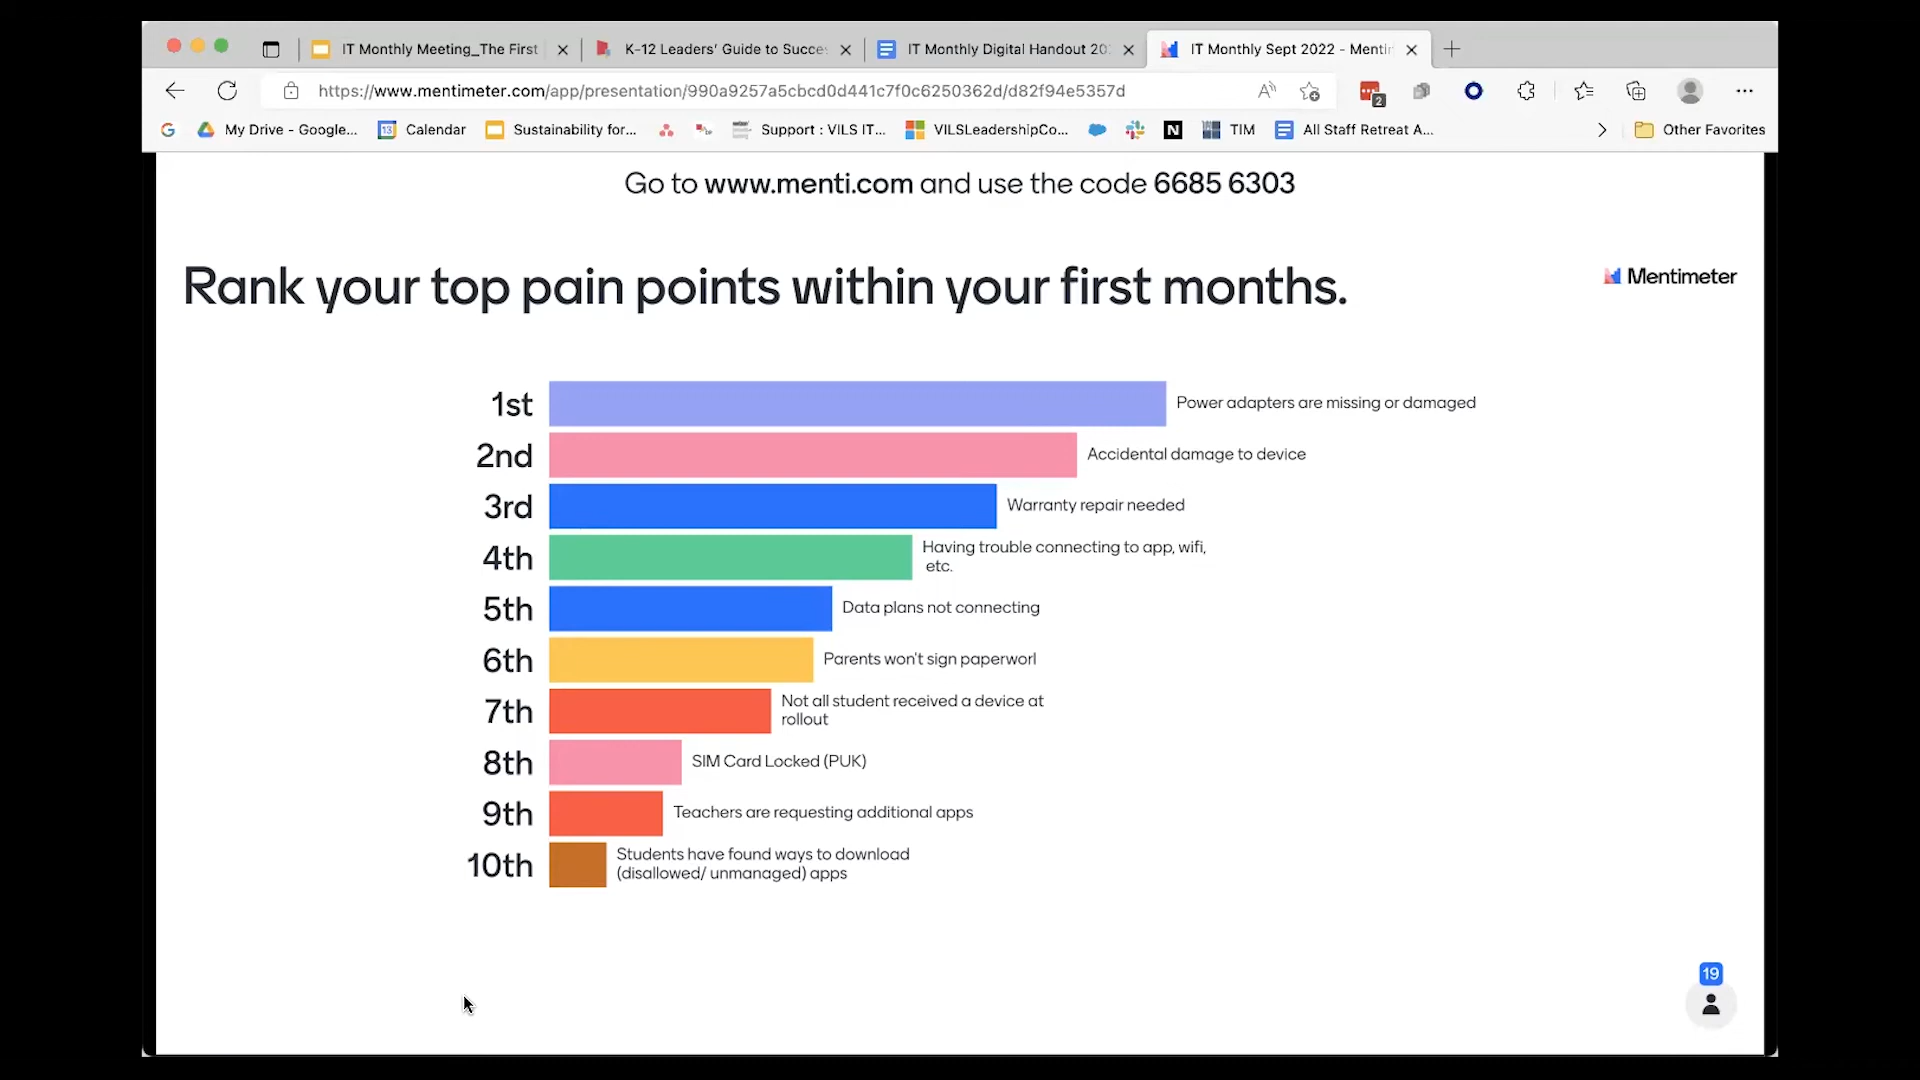 IT Monthly Meeting_The First
K-12 Leaders' Guide to Succes
IT Monthly Digital Handout 20
IT Monthly Sept 2022 - Mentim
https://www.mentimeter.com/app/presentation/990a9257a5cbcd0d441c7f0c6250362d/d82f94e5357d
2
My Drive - Google...
13
Calendar
Sustainability for...
Support : VILS IT...
VILSLeadershipCo...
N
TIM
All Staff Retreat A...
Other Favorites
Go to www.menti.com and use the code 6685 6303
Rank your top pain points within your first months.
Mentimeter
1st
Power adapters are missing or damaged
2nd
Accidental damage to device
3rd
Warranty repair needed
4th
Having trouble connecting to app, wifi,
etc.
5th
Data plans not connecting
6th
Parents won't sign paperworl
7th
Not all student received a device at
rollout
8th
SIM Card Locked (PUK)
9th
Teachers are requesting additional apps
10th
Students have found ways to download
(disallowed/ unmanaged) apps
19